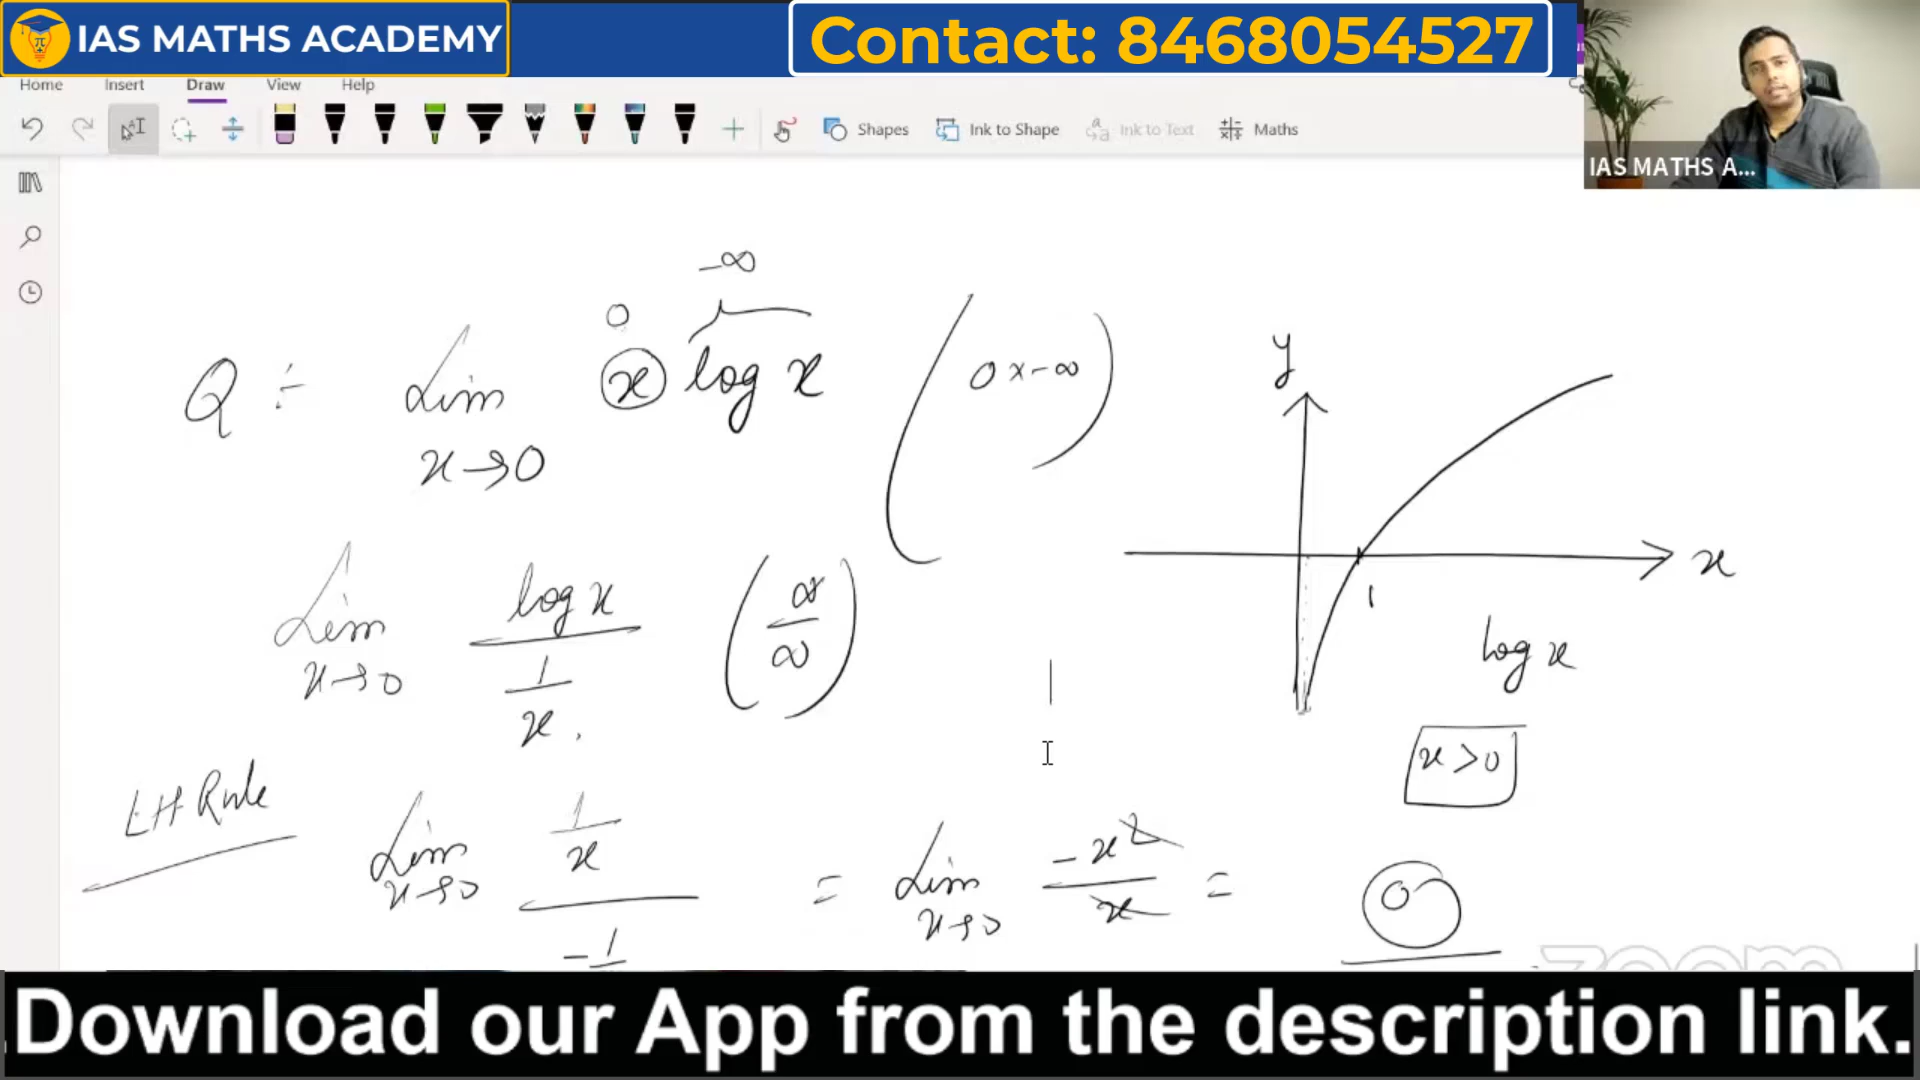 IAS MATHS ACADEMY
Contact: 8468054527
Home Insert Draw View Help
Shapes Ink to Shape Ink to Text Maths
IAS MATHS A...
Q ÷ Lim x→0 x log x (0 x -∞)
0 -∞
y
x
1
log x
x > 0
Lim x→0 log x / 1/x. (∞/∞)
LH Rule
Lim x→0 1/x / -1 = Lim x→0 -x² / x = 0
zoom
Download our App from the description link.